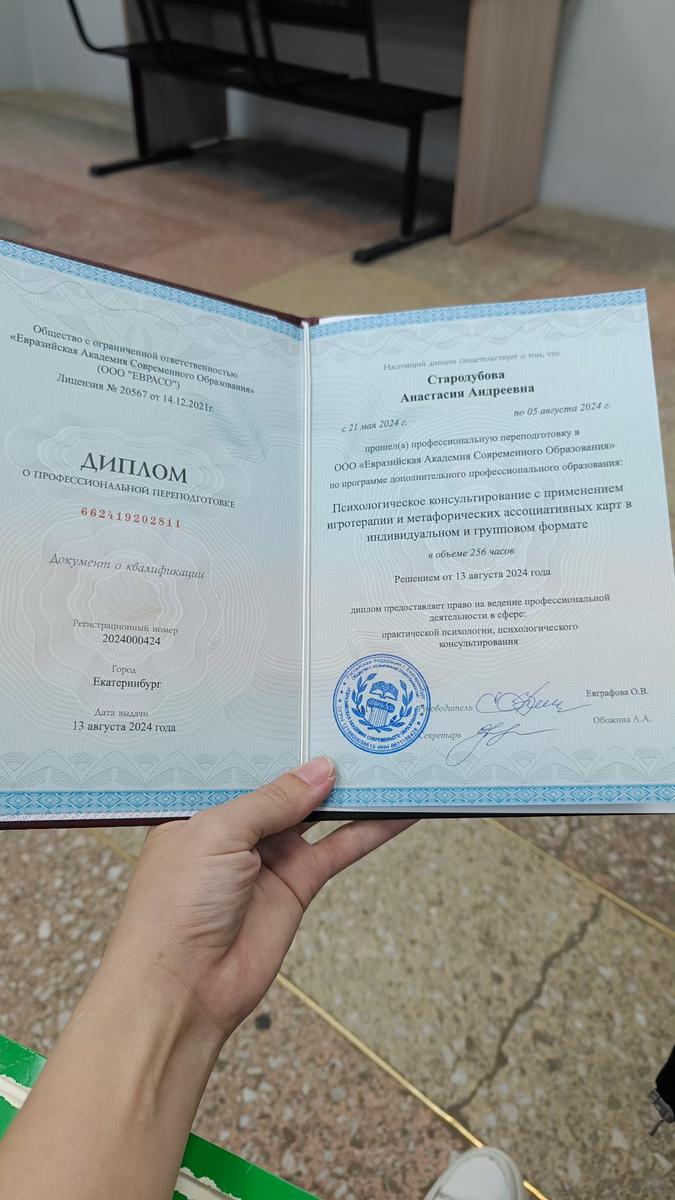 Общество с ограниченной ответственностью
«Евразийская Академия Современного Образования»
(ООО "ЕВРАСО")
Лицензия № 20567 от 14.12.2021г.
ДИПЛОМ
О ПРОФЕССИОНАЛЬНОЙ ПЕРЕПОДГОТОВКЕ
662419202811
Документ о квалификации
Регистрационный номер
2024000424
Город
Екатеринбург
Дата выдачи
13 августа 2024 года
Настоящий диплом свидетельствует о том, что
Стародубова
Анастасия Андреевна
с 21 мая 2024 г. по 05 августа 2024 г.
прошел(а) профессиональную переподготовку в
ООО «Евразийская Академия Современного Образования»
по программе дополнительного профессионального образования:
Психологическое консультирование с применением
игротерапии и метафорических ассоциативных карт в
индивидуальном и групповом формате
в объеме 256 часов
Решением от 13 августа 2024 года
диплом предоставляет право на ведение профессиональной
деятельности в сфере:
практической психологии, психологического
консультирования
Руководитель Евграфова О.В.
Секретарь Обожина А.А.